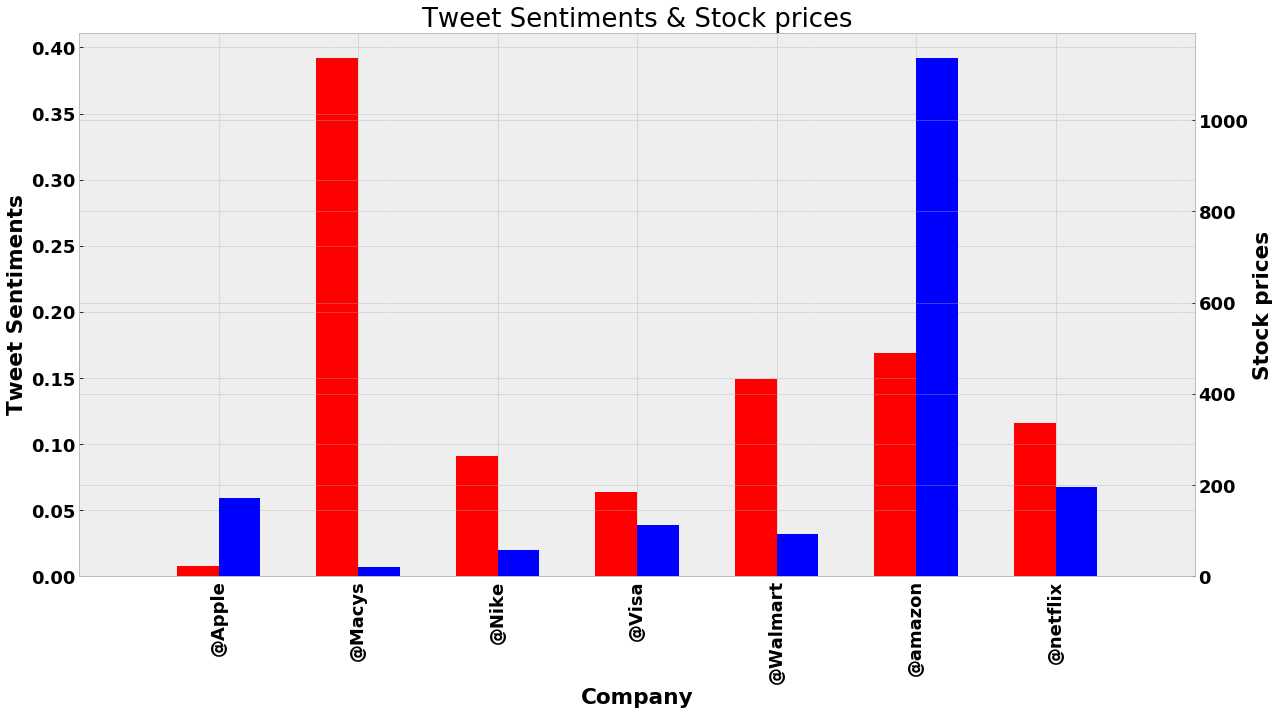 Tweet Sentiments & Stock prices
0.40
0.35
0.30
0.25
0.20
0.15
0.10
0.05
0.00
Tweet Sentiments
1000
800
600
400
200
0
Stock prices
@Apple
@Macys
@Nike
@Visa
@Walmart
@amazon
@netflix
Company